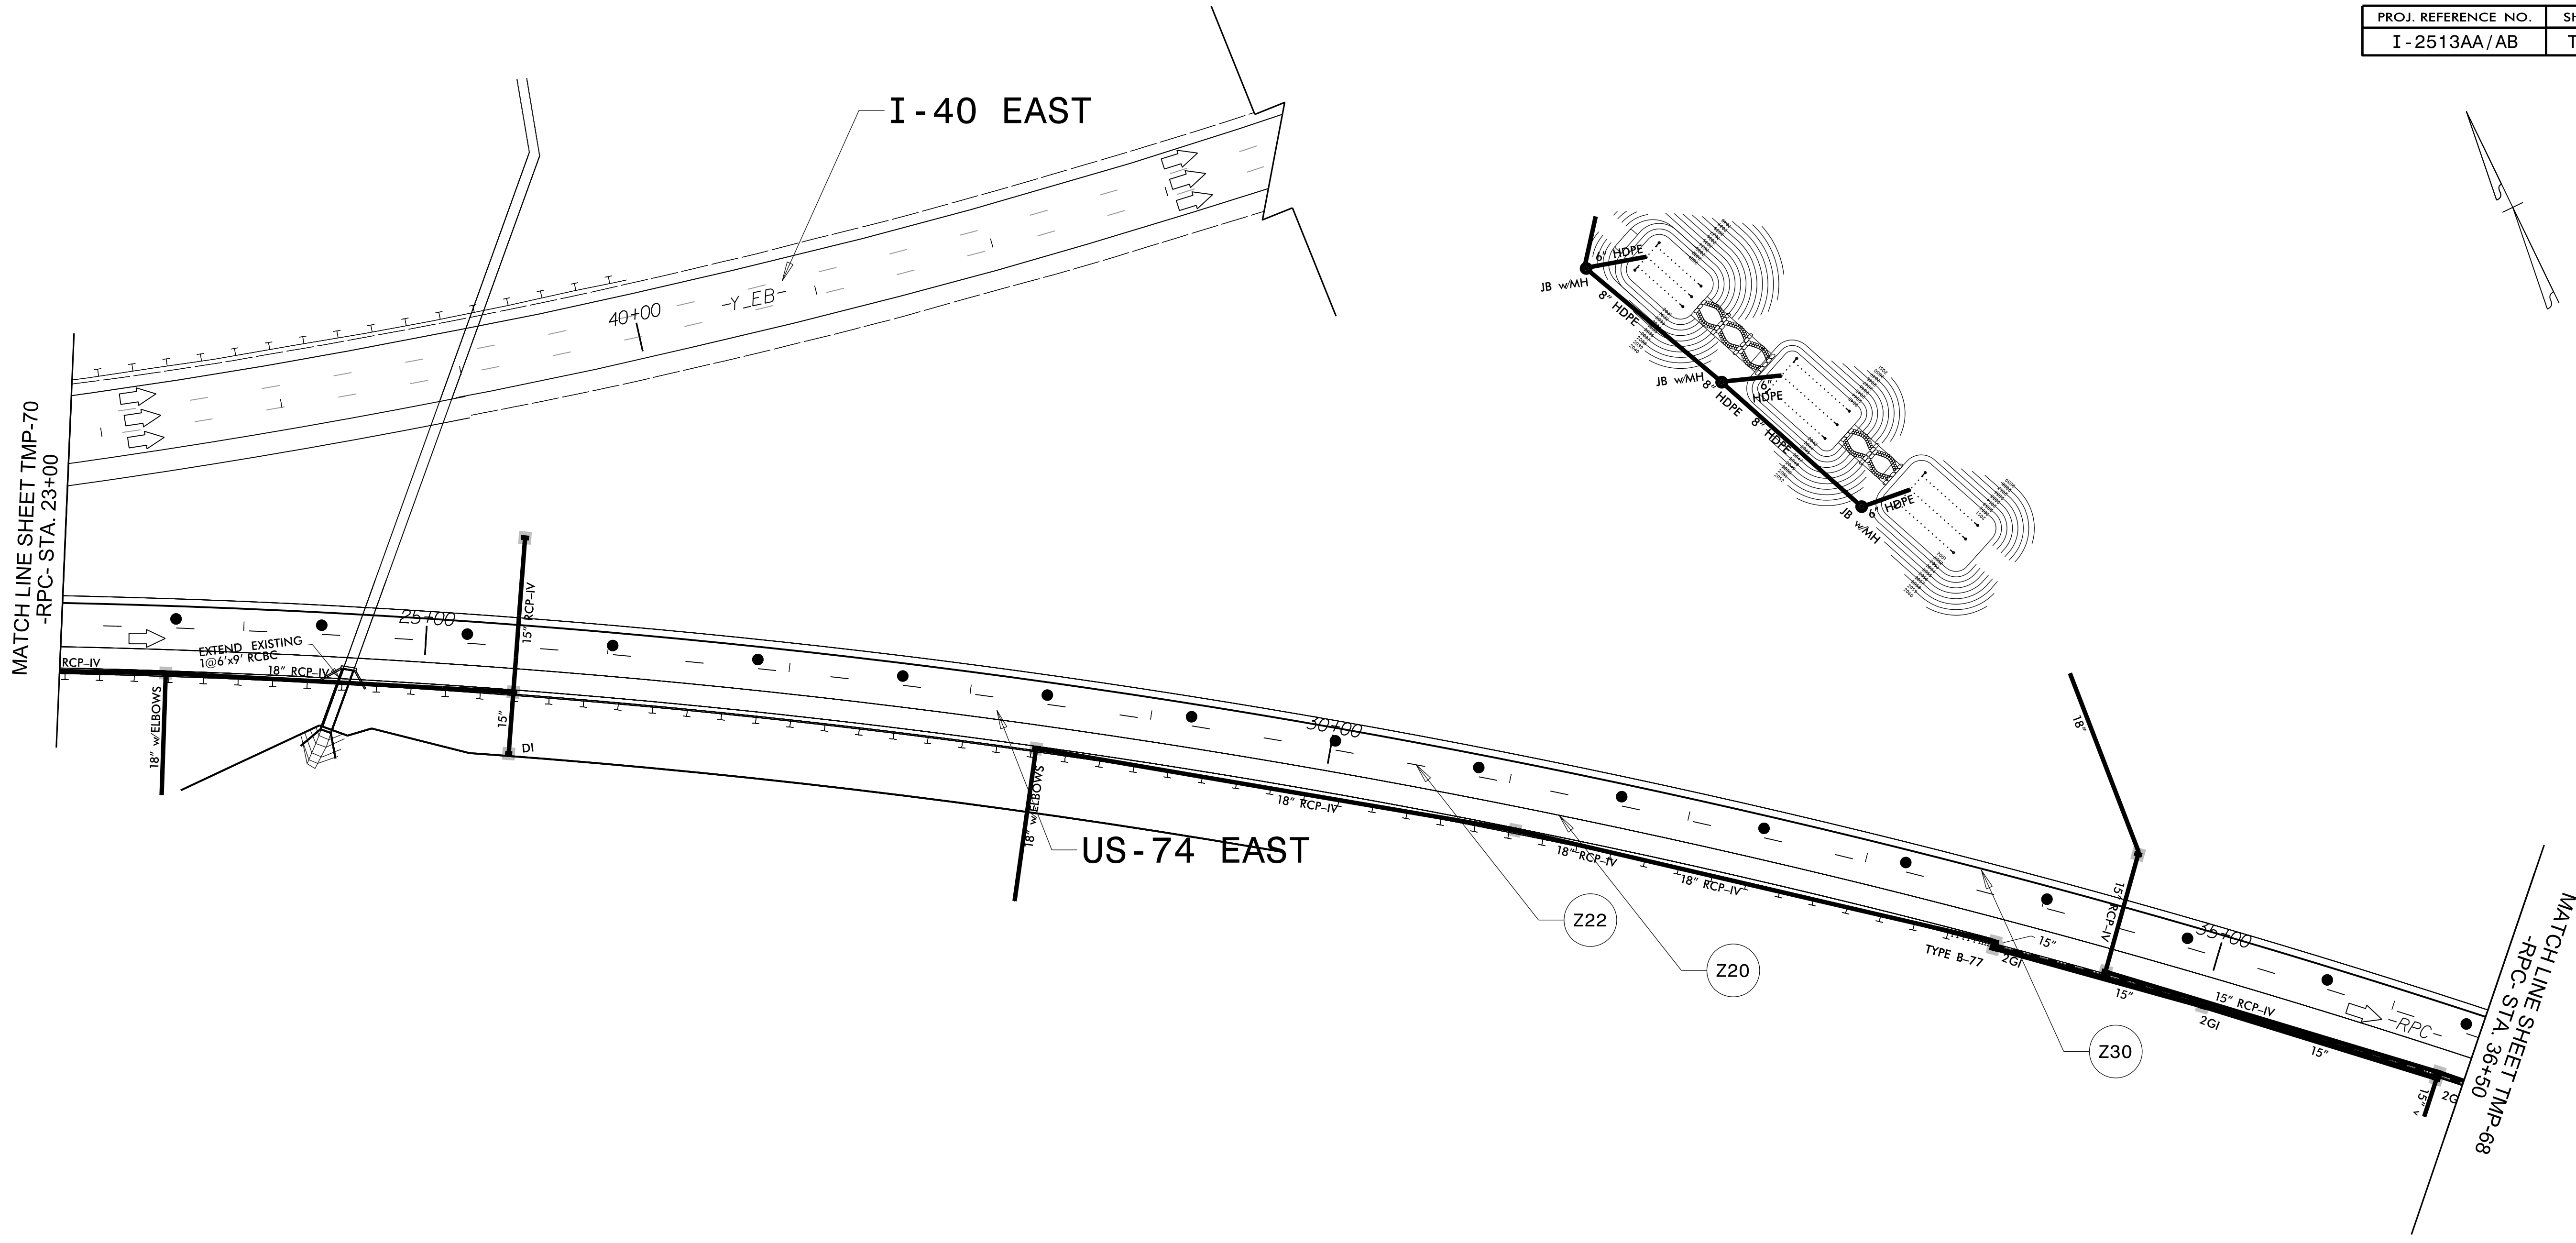 PROJ. REFERENCE NO.
I-2513AA/AB
I-40 EAST
40+00
-Y_EB-
6" HDPE
JB w/MH
8" HDPE
JB w/MH
8" HDPE
6"
HDPE
8" HDPE
6" HDPE
JB w/MH
MATCH LINE SHEET TMP-70
-RPC- STA. 23+00
25+00
15" RCP-IV
EXTEND EXISTING
1@6'x9' RCBC
RCP-IV
18" RCP-IV
18" w/ELBOWS
15"
DI
30+00
18" w/ELBOWS
18" RCP-IV
US-74 EAST
18" RCP-IV
18" RCP-IV
Z22
Z20
Z30
18"
15" RCP-IV
35+00
15"
TYPE B-77
2GI
15"
15" RCP-IV
2GI
15"
-RPC-
15"
MATCH LINE SHEET TMP-68
-RPC- STA. 36+50